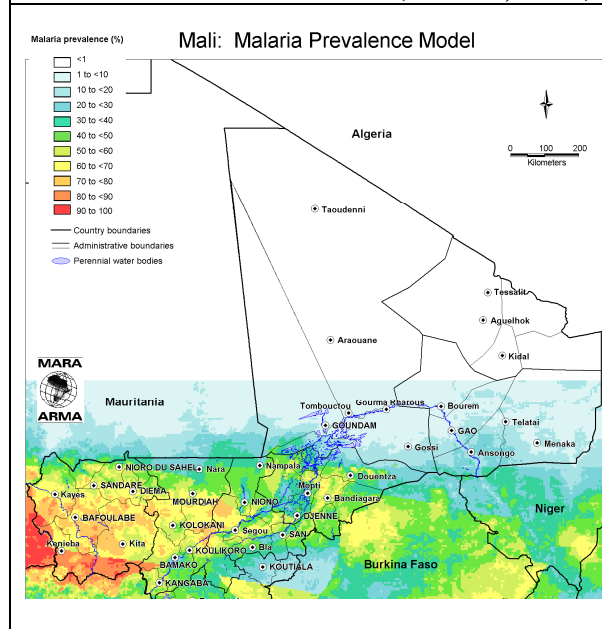 Mali: Malaria Prevalence Model
Malaria prevalence (%)
<1
1 to <10
10 to <20
20 to <30
30 to <40
40 to <50
50 to <60
60 to <70
70 to <80
80 to <90
90 to 100
Country boundaries
Administrative boundaries
Perennial water bodies
0 100 200
Kilometers
Algeria
Taoudenni
Tessalit
Aguelhok
Araouane
Kidal
MARA
ARMA
Mauritania
Tombouctou
Gourma Rharous
Bourem
GOUNDAM
GAO
Telatai
Gossi
Ansongo
Menaka
NIORO DU SAHEL
Nara
Nampala
Douentza
SANDARE
DIEMA
Kayes
MOURDIAH
NIONO
Mopti
Bandiagara
Niger
BAFOULABE
KOLOKANI
Segou
DJENNE
SAN
Kenieba
Kita
KOULIKORO
Bla
BAMAKO
KOUTIALA
Burkina Faso
KANGABA